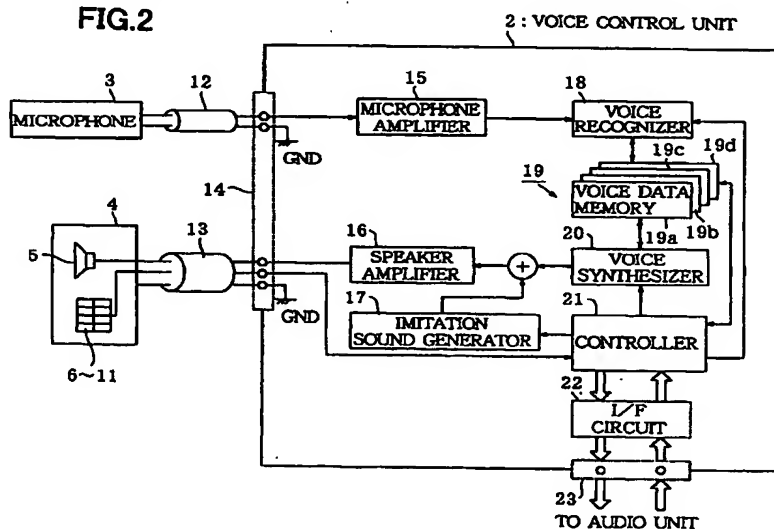 FIG.2
2 : VOICE CONTROL UNIT
3
12
15
18
MICROPHONE
MICROPHONE
AMPLIFIER
VOICE
RECOGNIZER
GND
14
19c
19d
19
VOICE DATA
MEMORY
19b
4
13
16
19a
20
5
SPEAKER
AMPLIFIER
+
VOICE
SYNTHESIZER
17
21
GND
IMITATION
SOUND GENERATOR
CONTROLLER
6~11
22
I/F
CIRCUIT
23
TO AUDIO UNIT